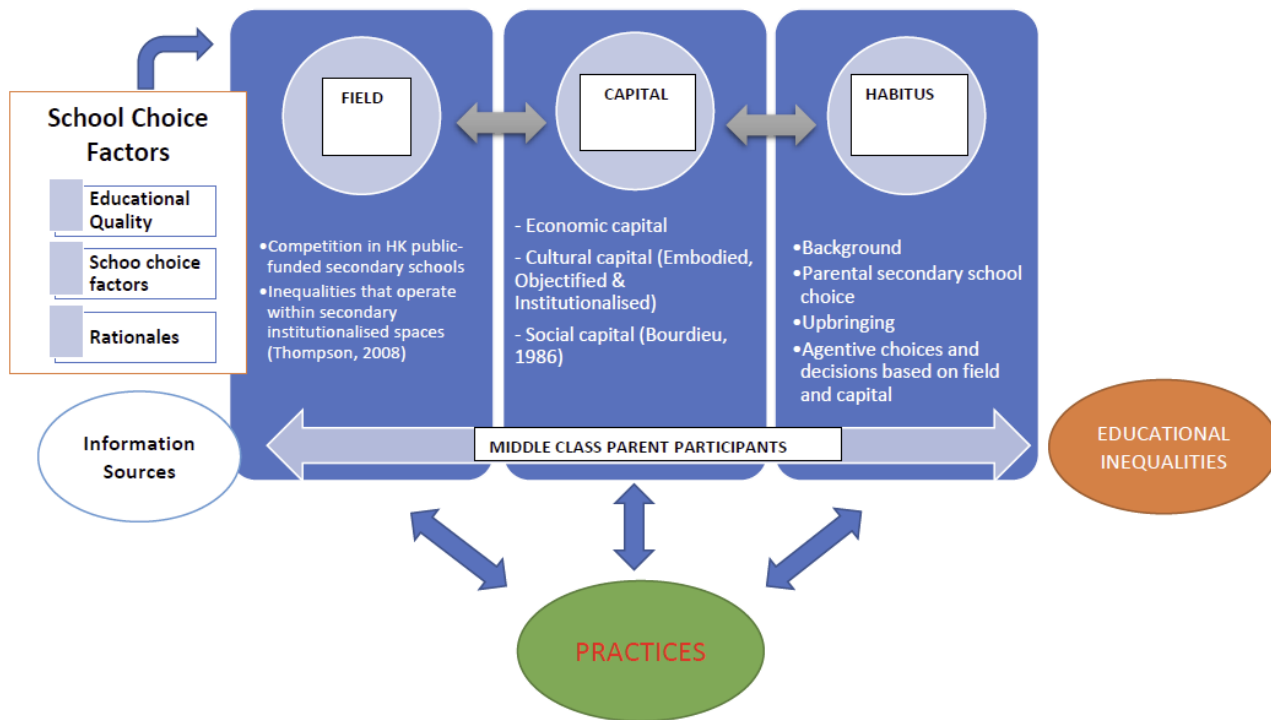 School Choice
Factors
Educational
Quality
Schoo choice
factors
Rationales
Information
Sources
FIELD
•Competition in HK public-
funded secondary schools
•Inequalities that operate
within secondary
institutionalised spaces
(Thompson, 2008)
CAPITAL
- Economic capital
- Cultural capital (Embodied,
Objectified &
Institutionalised)
- Social capital (Bourdieu,
1986)
HABITUS
•Background
•Parental secondary school
choice
•Upbringing
•Agentive choices and
decisions based on field
and capital
MIDDLE CLASS PARENT PARTICIPANTS
EDUCATIONAL
INEQUALITIES
PRACTICES